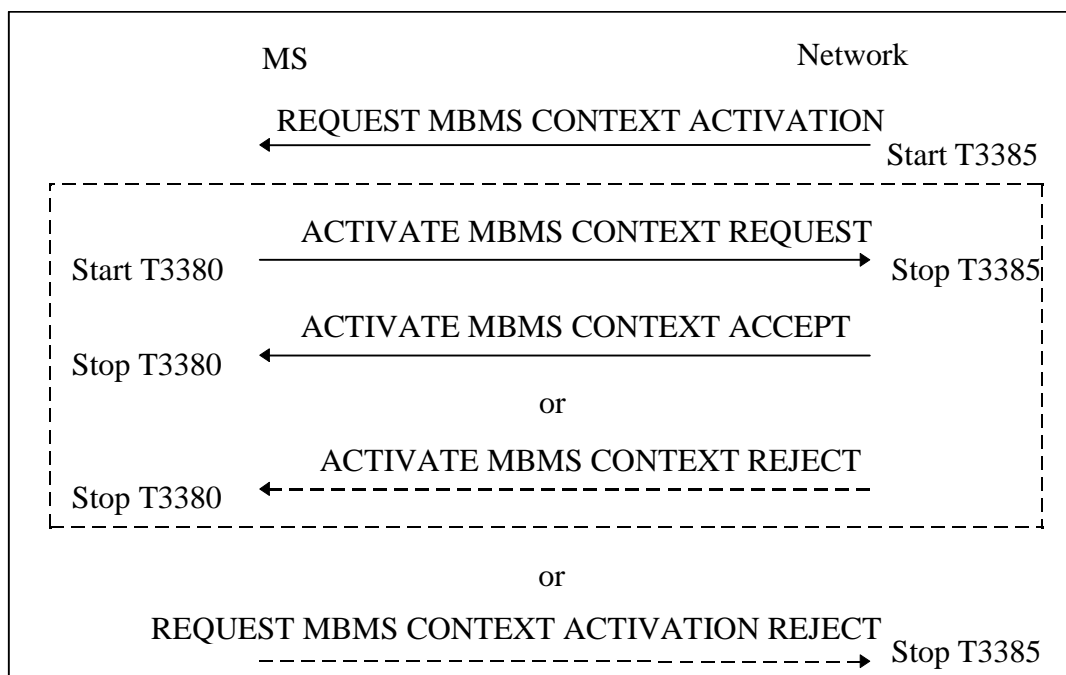 MS
Network
REQUEST MBMS CONTEXT ACTIVATION
Start T3385
ACTIVATE MBMS CONTEXT REQUEST
Start T3380
Stop T3385
ACTIVATE MBMS CONTEXT ACCEPT
Stop T3380
or
ACTIVATE MBMS CONTEXT REJECT
Stop T3380
or
REQUEST MBMS CONTEXT ACTIVATION REJECT
Stop T3385